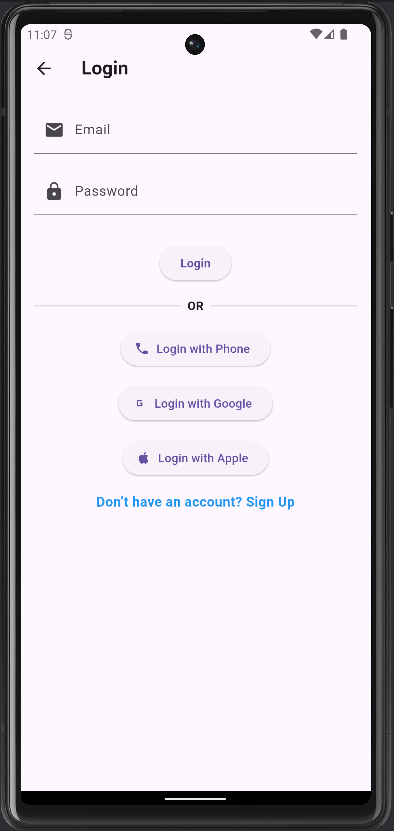 11:07
Login
Email
Password
Login
OR
Login with Phone
G Login with Google
Login with Apple
Don't have an account? Sign Up